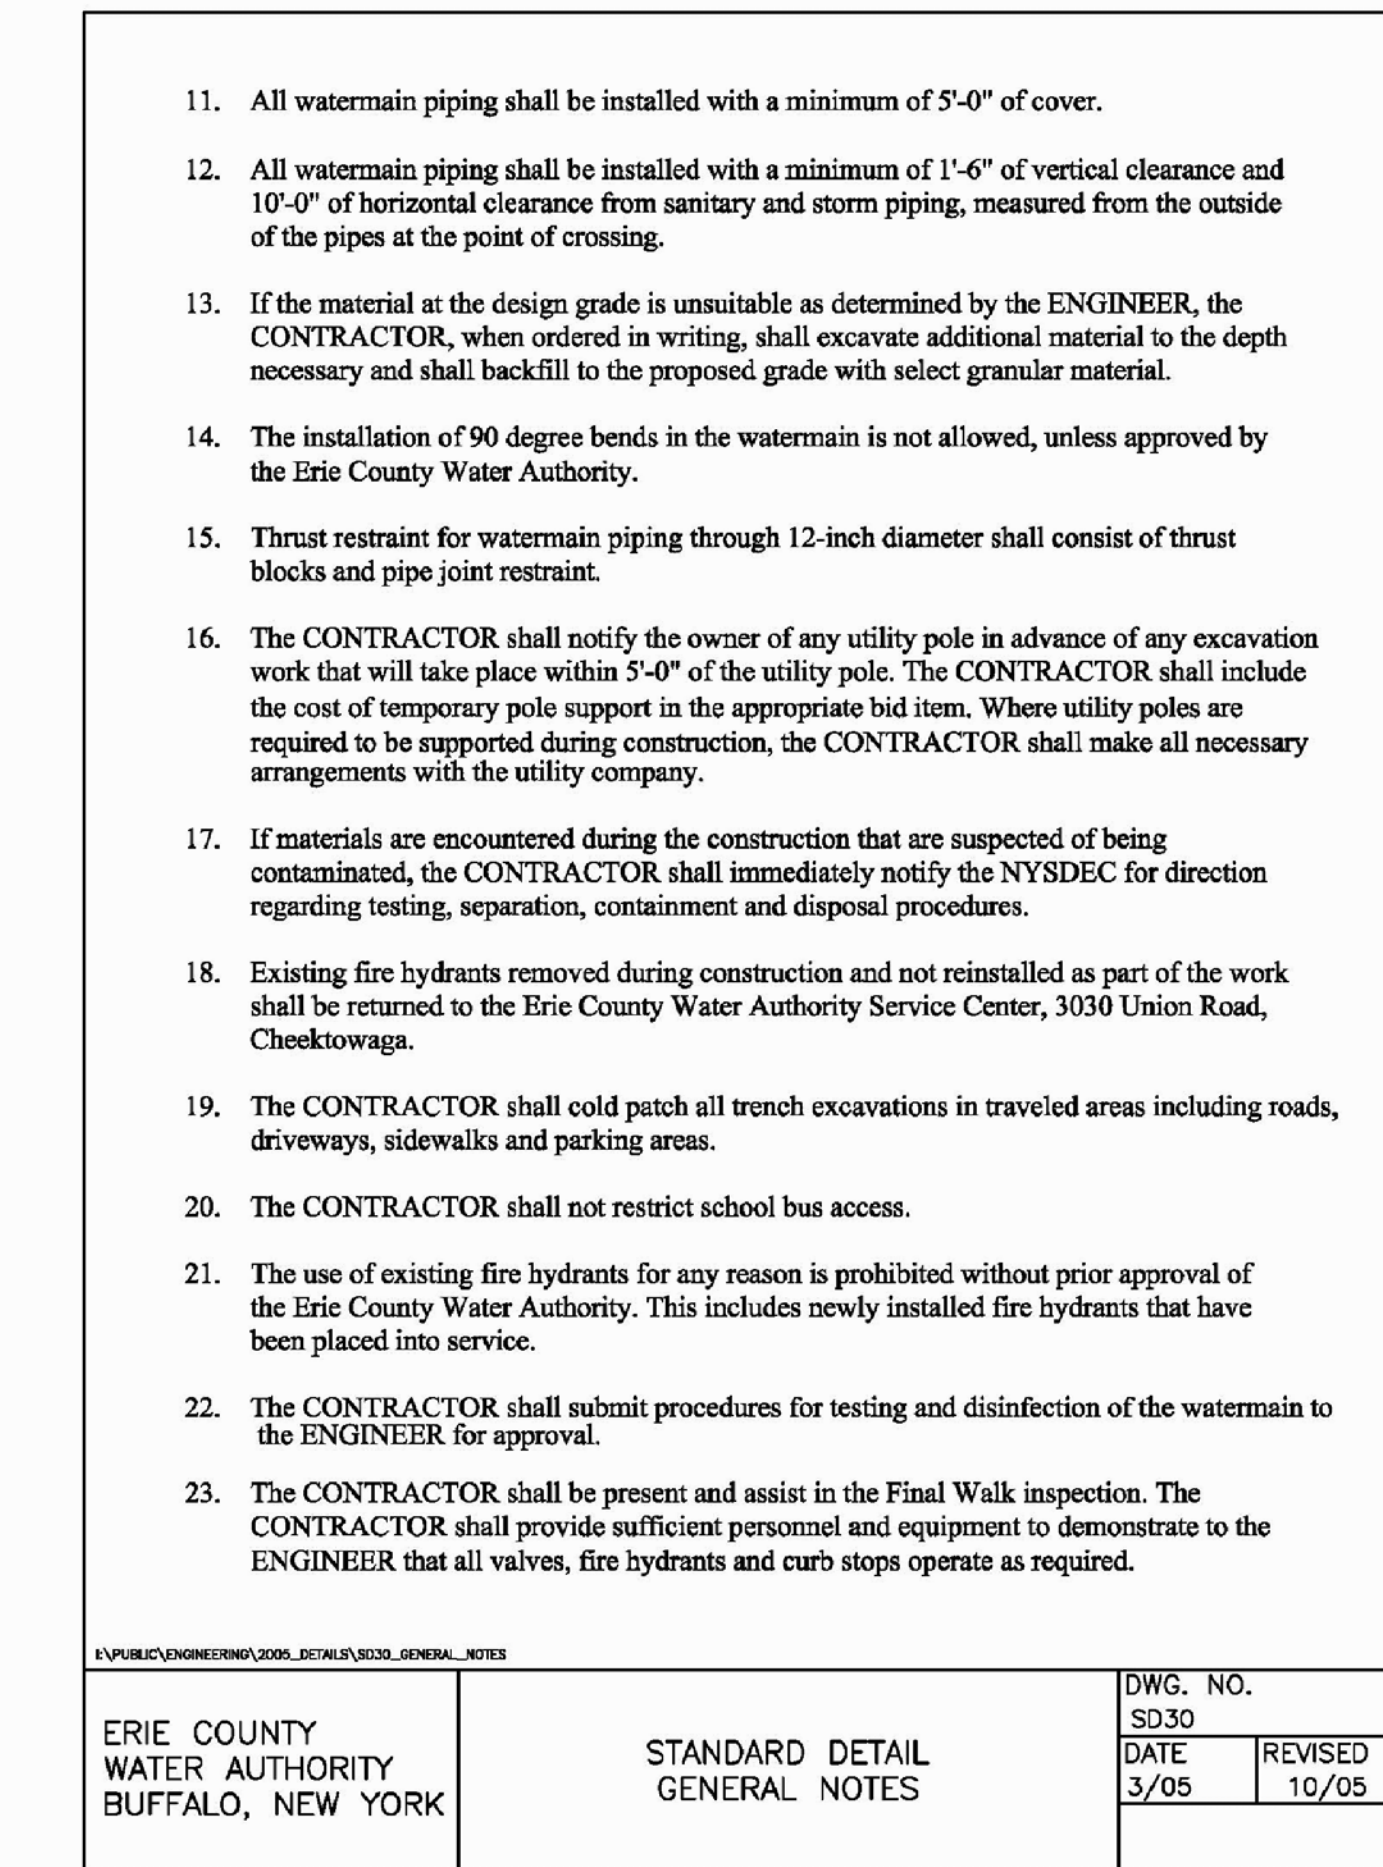 11. All watermain piping shall be installed with a minimum of 5'-0" of cover.
12. All watermain piping shall be installed with a minimum of 1'-6" of vertical clearance and
10'-0" of horizontal clearance from sanitary and storm piping, measured from the outside
of the pipes at the point of crossing.
13. If the material at the design grade is unsuitable as determined by the ENGINEER, the
CONTRACTOR, when ordered in writing, shall excavate additional material to the depth
necessary and shall backfill to the proposed grade with select granular material.
14. The installation of 90 degree bends in the watermain is not allowed, unless approved by
the Erie County Water Authority.
15. Thrust restraint for watermain piping through 12-inch diameter shall consist of thrust
blocks and pipe joint restraint.
16. The CONTRACTOR shall notify the owner of any utility pole in advance of any excavation
work that will take place within 5'-0" of the utility pole. The CONTRACTOR shall include
the cost of temporary pole support in the appropriate bid item. Where utility poles are
required to be supported during construction, the CONTRACTOR shall make all necessary
arrangements with the utility company.
17. If materials are encountered during the construction that are suspected of being
contaminated, the CONTRACTOR shall immediately notify the NYSDEC for direction
regarding testing, separation, containment and disposal procedures.
18. Existing fire hydrants removed during construction and not reinstalled as part of the work
shall be returned to the Erie County Water Authority Service Center, 3030 Union Road,
Cheektowaga.
19. The CONTRACTOR shall cold patch all trench excavations in traveled areas including roads,
driveways, sidewalks and parking areas.
20. The CONTRACTOR shall not restrict school bus access.
21. The use of existing fire hydrants for any reason is prohibited without prior approval of
the Erie County Water Authority. This includes newly installed fire hydrants that have
been placed into service.
22. The CONTRACTOR shall submit procedures for testing and disinfection of the watermain to
the ENGINEER for approval.
23. The CONTRACTOR shall be present and assist in the Final Walk inspection. The
CONTRACTOR shall provide sufficient personnel and equipment to demonstrate to the
ENGINEER that all valves, fire hydrants and curb stops operate as required.
I:\PUBLIC\ENGINEERING\2005_DETAILS\SD30_GENERAL_NOTES
ERIE COUNTY
WATER AUTHORITY
BUFFALO, NEW YORK
STANDARD DETAIL
GENERAL NOTES
DWG. NO.
SD30
DATE REVISED
3/05 10/05